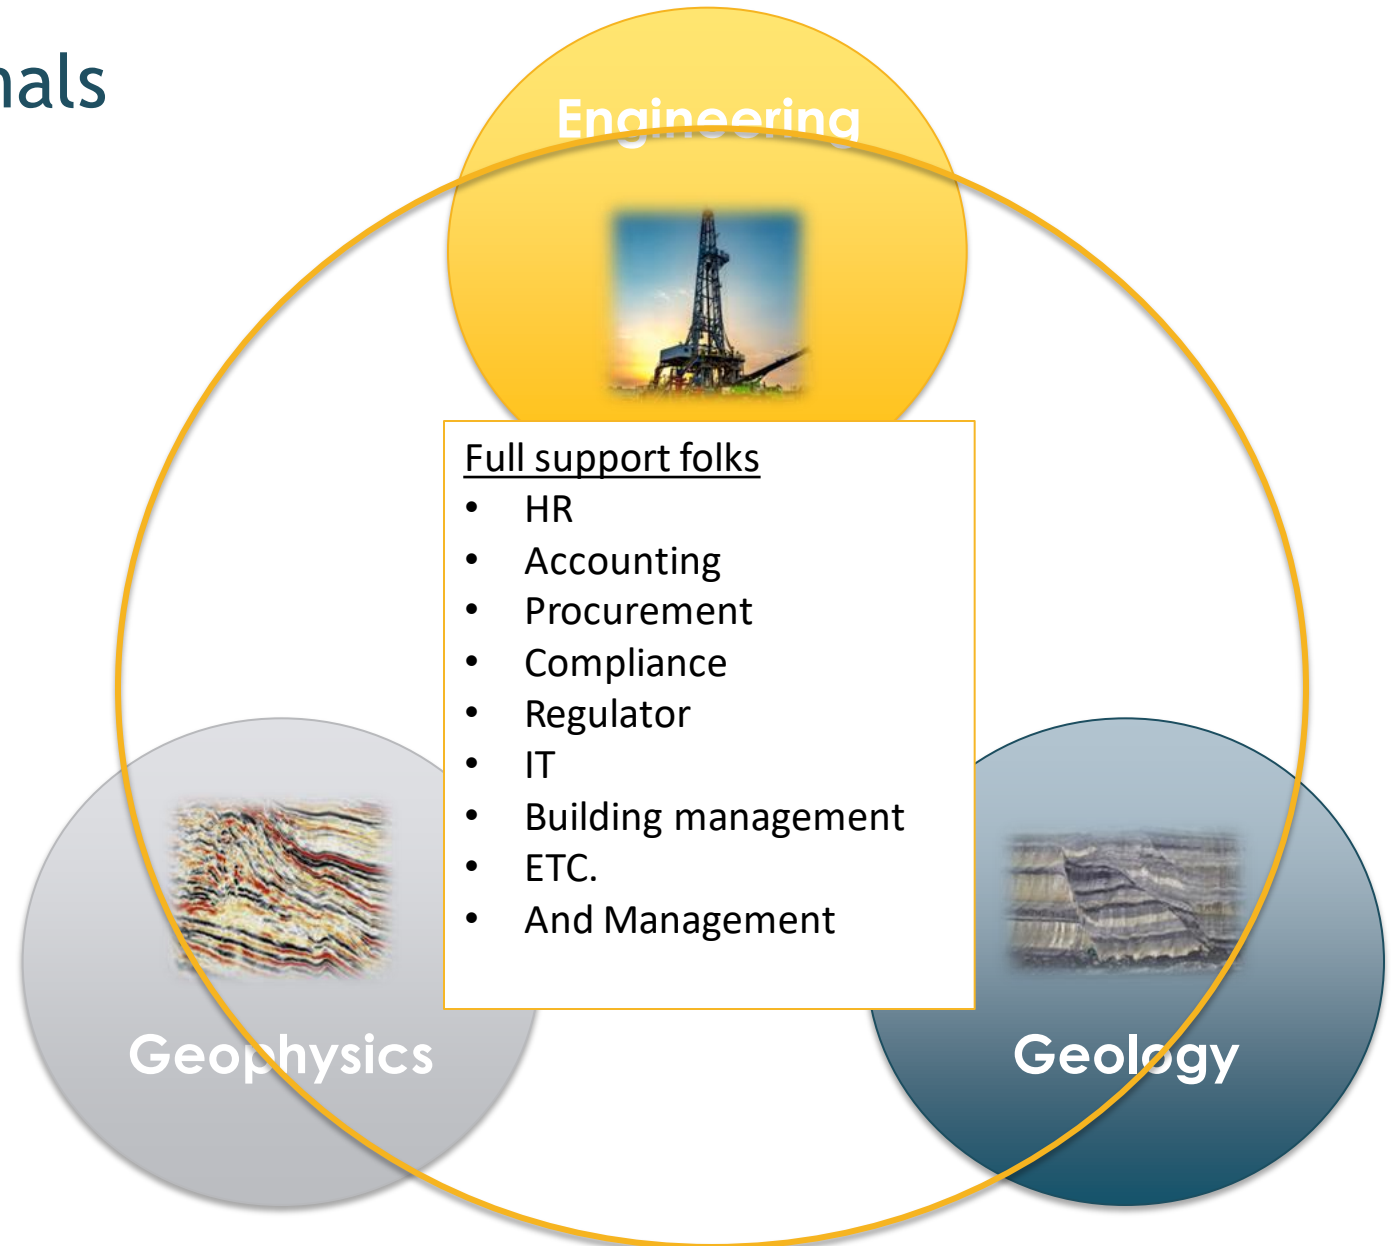 nals
Engineering
Full support folks
• HR
• Accounting
• Procurement
• Compliance
• Regulator
• IT
• Building management
• ETC.
• And Management
Geophysics
Geology